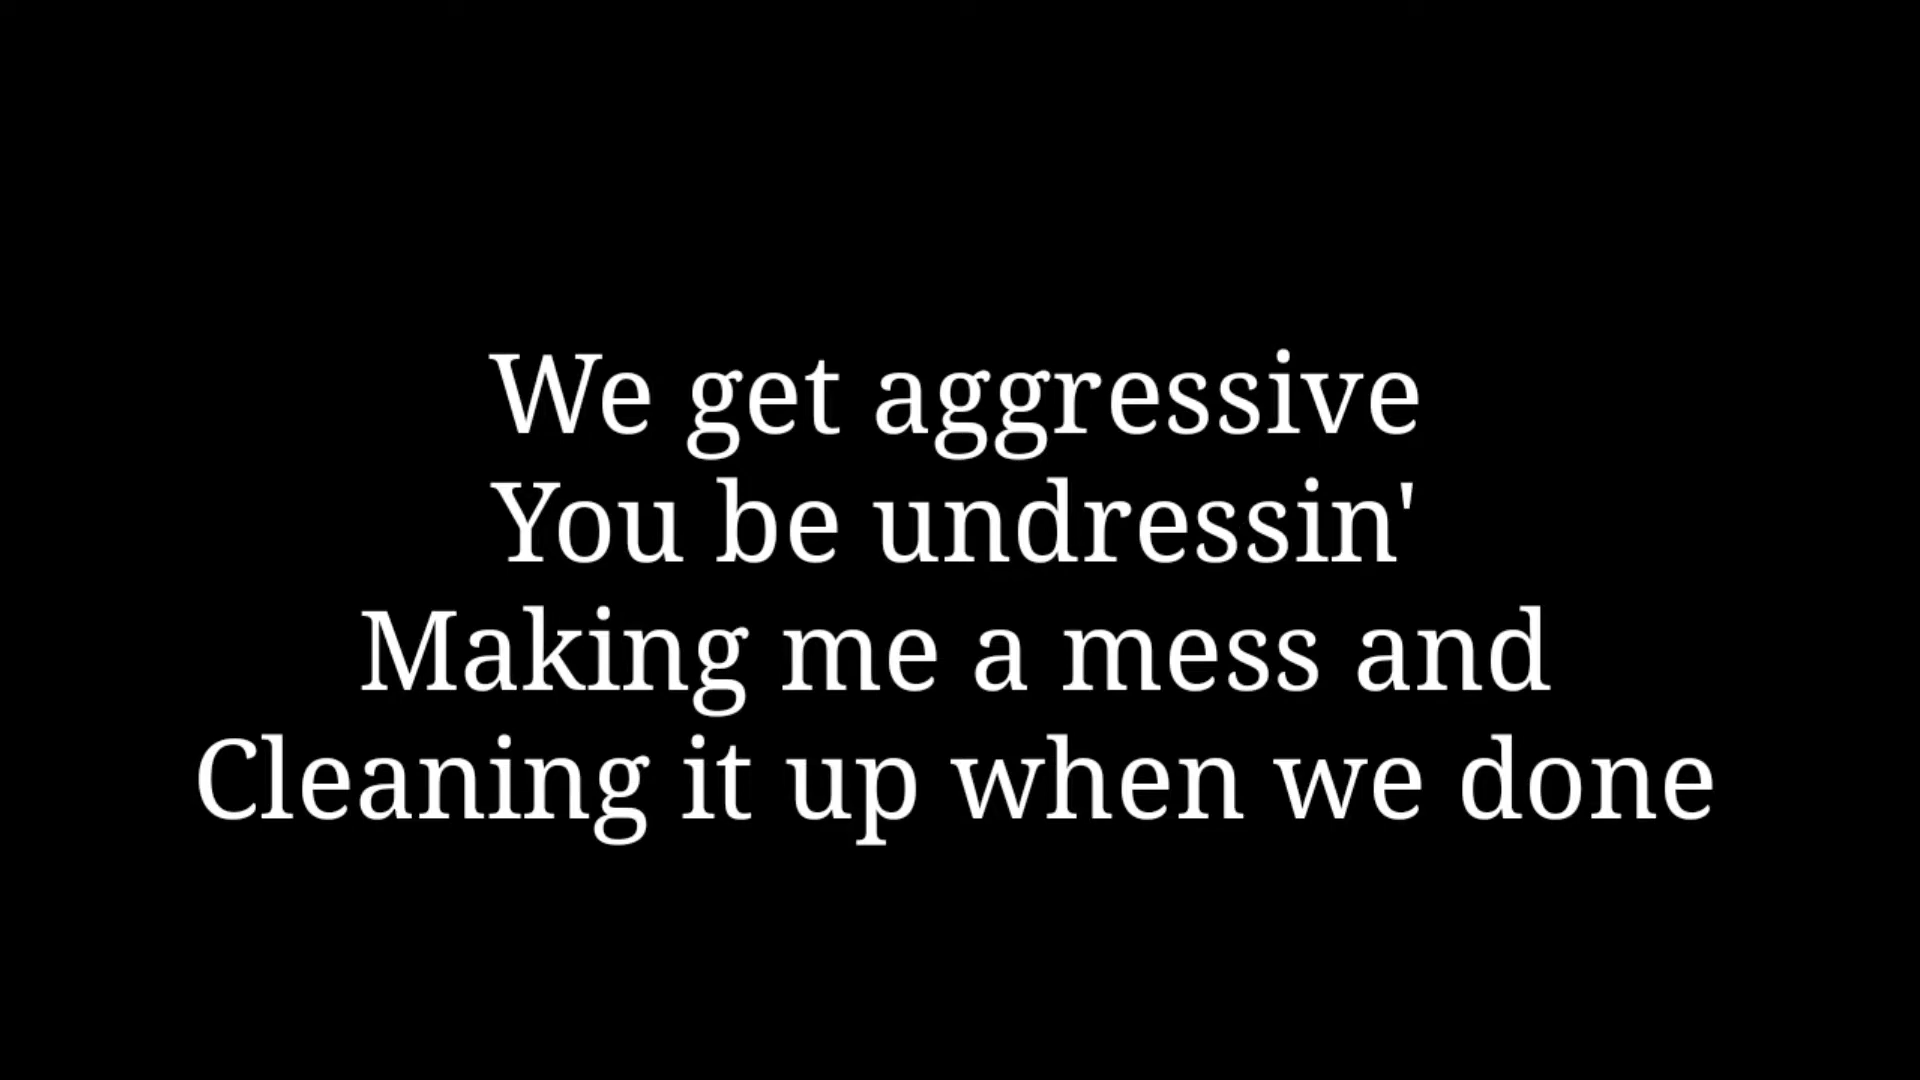 We get aggressive
You be undressin'
Making me a mess and
Cleaning it up when we done